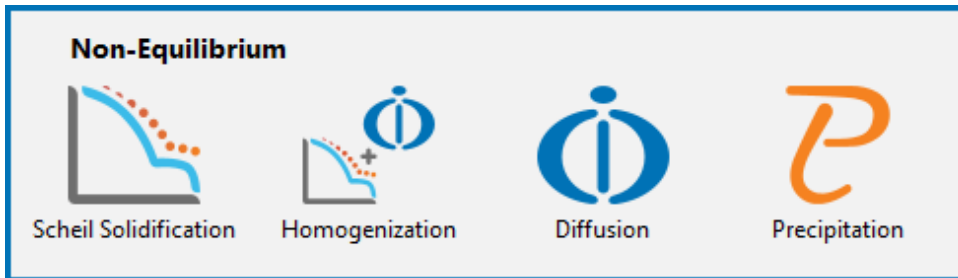 Non-Equilibrium
Scheil Solidification
Homogenization
Diffusion
Precipitation